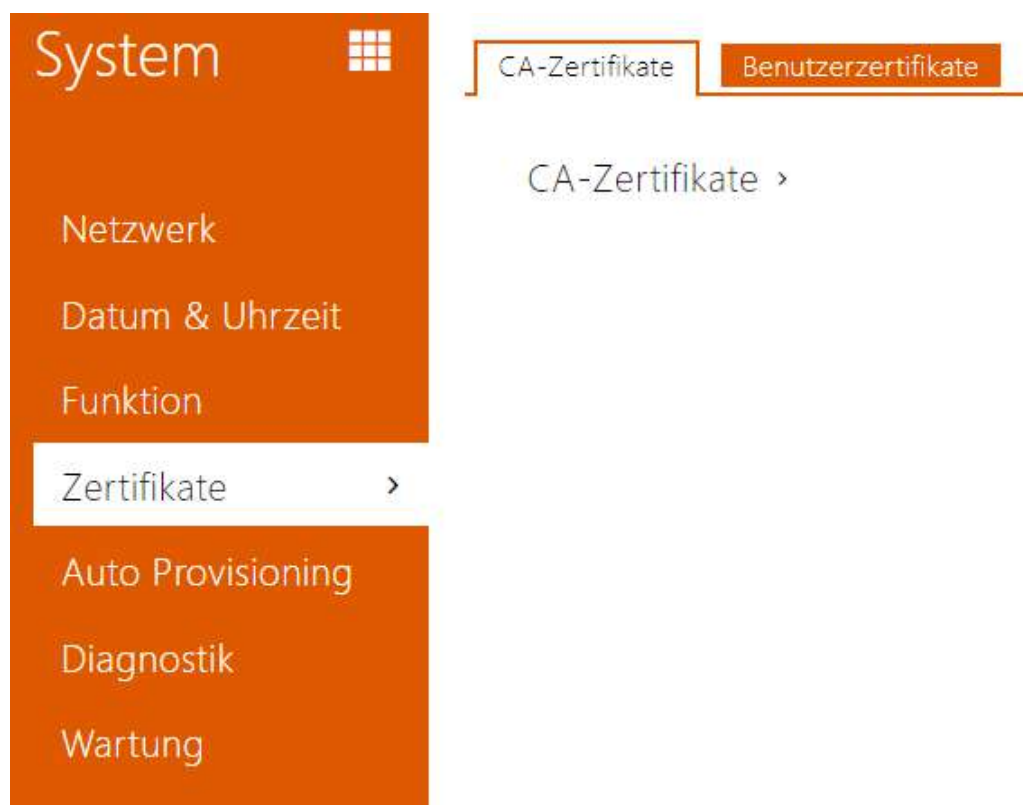 System
Netzwerk
Datum & Uhrzeit
Funktion
Zertifikate
Auto Provisioning
Diagnostik
Wartung
CA-Zertifikate
Benutzerzertifikate
CA-Zertifikate